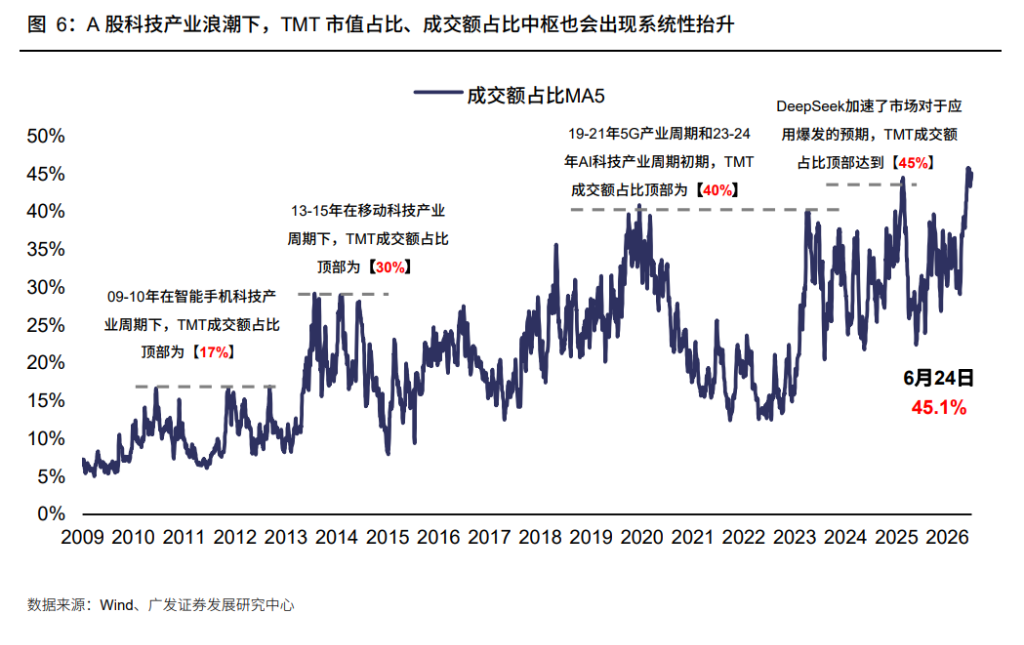 图 6：A 股科技产业浪潮下，TMT 市值占比、成交额占比中枢也会出现系统性抬升
成交额占比MA5
DeepSeek加速了市场对于应
用爆发的预期，TMT成交额
占比顶部达到【45%】
19-21年5G产业周期和23-24
年AI科技产业周期初期，TMT
成交额占比顶部为【40%】
13-15年在移动科技产业
周期下，TMT成交额占比
顶部为【30%】
09-10年在智能手机科技产
业周期下，TMT成交额占比
顶部为【17%】
6月24日
45.1%
50%
45%
40%
35%
30%
25%
20%
15%
10%
5%
0%
2009 2010 2011 2012 2013 2014 2015 2016 2017 2018 2019 2020 2021 2022 2023 2024 2025 2026
数据来源：Wind、广发证券发展研究中心